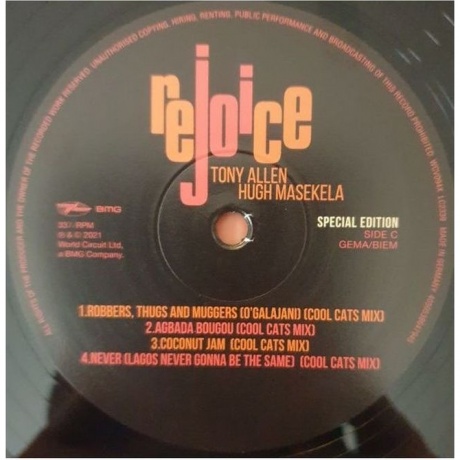 ALL RIGHTS OF THE PRODUCER AND OF THE OWNER OF THE RECORDED WORK RESERVED. UNAUTHORISED COPYING, HIRING, RENTING, PUBLIC PERFORMANCE AND BROADCASTING OF THIS RECORD PROHIBITED. MADE IN GERMANY
rejoice
TONY ALLEN
HUGH MASEKELA
BMG
33⅓ RPM
℗ & © 2021
World Circuit Ltd,
a BMG Company.
SPECIAL EDITION
SIDE C
GEMA/BIEM
1.ROBBERS, THUGS AND MUGGERS (O'GALAJANI) (COOL CATS MIX)
2.AGBADA BOUGOU (COOL CATS MIX)
3.COCONUT JAM (COOL CATS MIX)
4.NEVER (LAGOS NEVER GONNA BE THE SAME) (COOL CATS MIX)